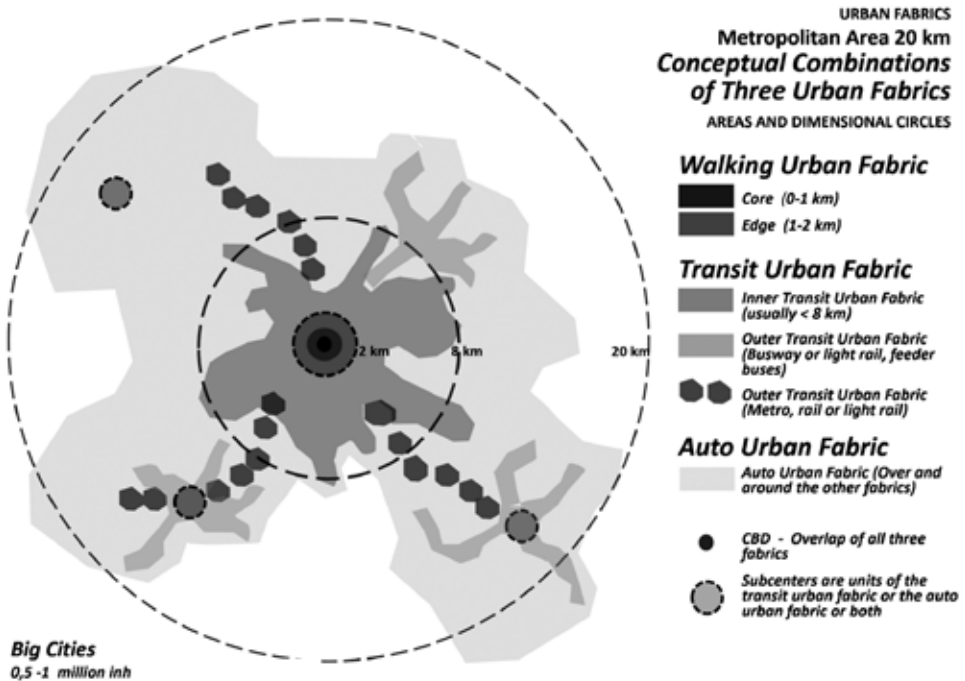 URBAN FABRICS
Metropolitan Area 20 km
Conceptual Combinations
of Three Urban Fabrics
AREAS AND DIMENSIONAL CIRCLES
Walking Urban Fabric
Core (0-1 km)
Edge (1-2 km)
Transit Urban Fabric
Inner Transit Urban Fabric
(usually < 8 km)
Outer Transit Urban Fabric
(Busway or light rail, feeder
buses)
Outer Transit Urban Fabric
(Metro, rail or light rail)
Auto Urban Fabric
Auto Urban Fabric (Over and
around the other fabrics)
CBD - Overlap of all three
fabrics
Subcenters are units of the
transit urban fabric or the auto
urban fabric or both
2 km
8 km
20 km
Big Cities
0,5 -1 million inh